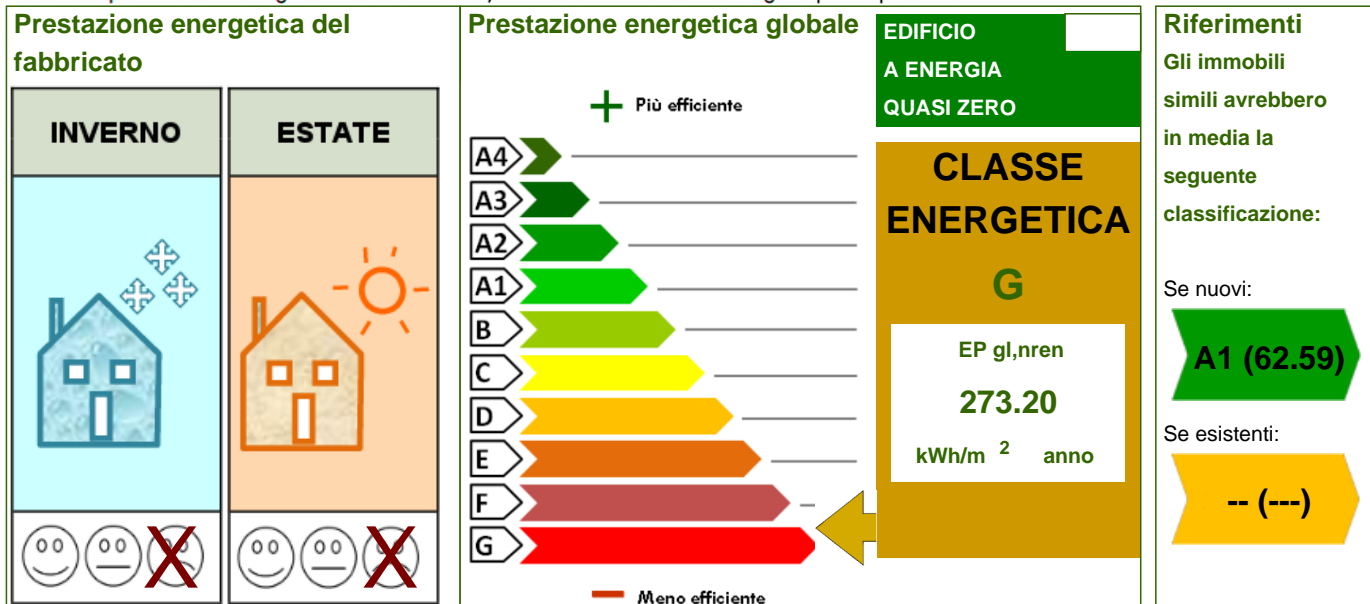 Prestazione energetica del
fabbricato
INVERNO
ESTATE
Prestazione energetica globale
Più efficiente
A4
A3
A2
A1
B
C
D
E
F
G
Meno efficiente
EDIFICIO
A ENERGIA
QUASI ZERO
CLASSE
ENERGETICA
G
EP gl,nren
273.20
kWh/m 2 anno
Riferimenti
Gli immobili
simili avrebbero
in media la
seguente
classificazione:
Se nuovi:
A1 (62.59)
Se esistenti:
-- (---)